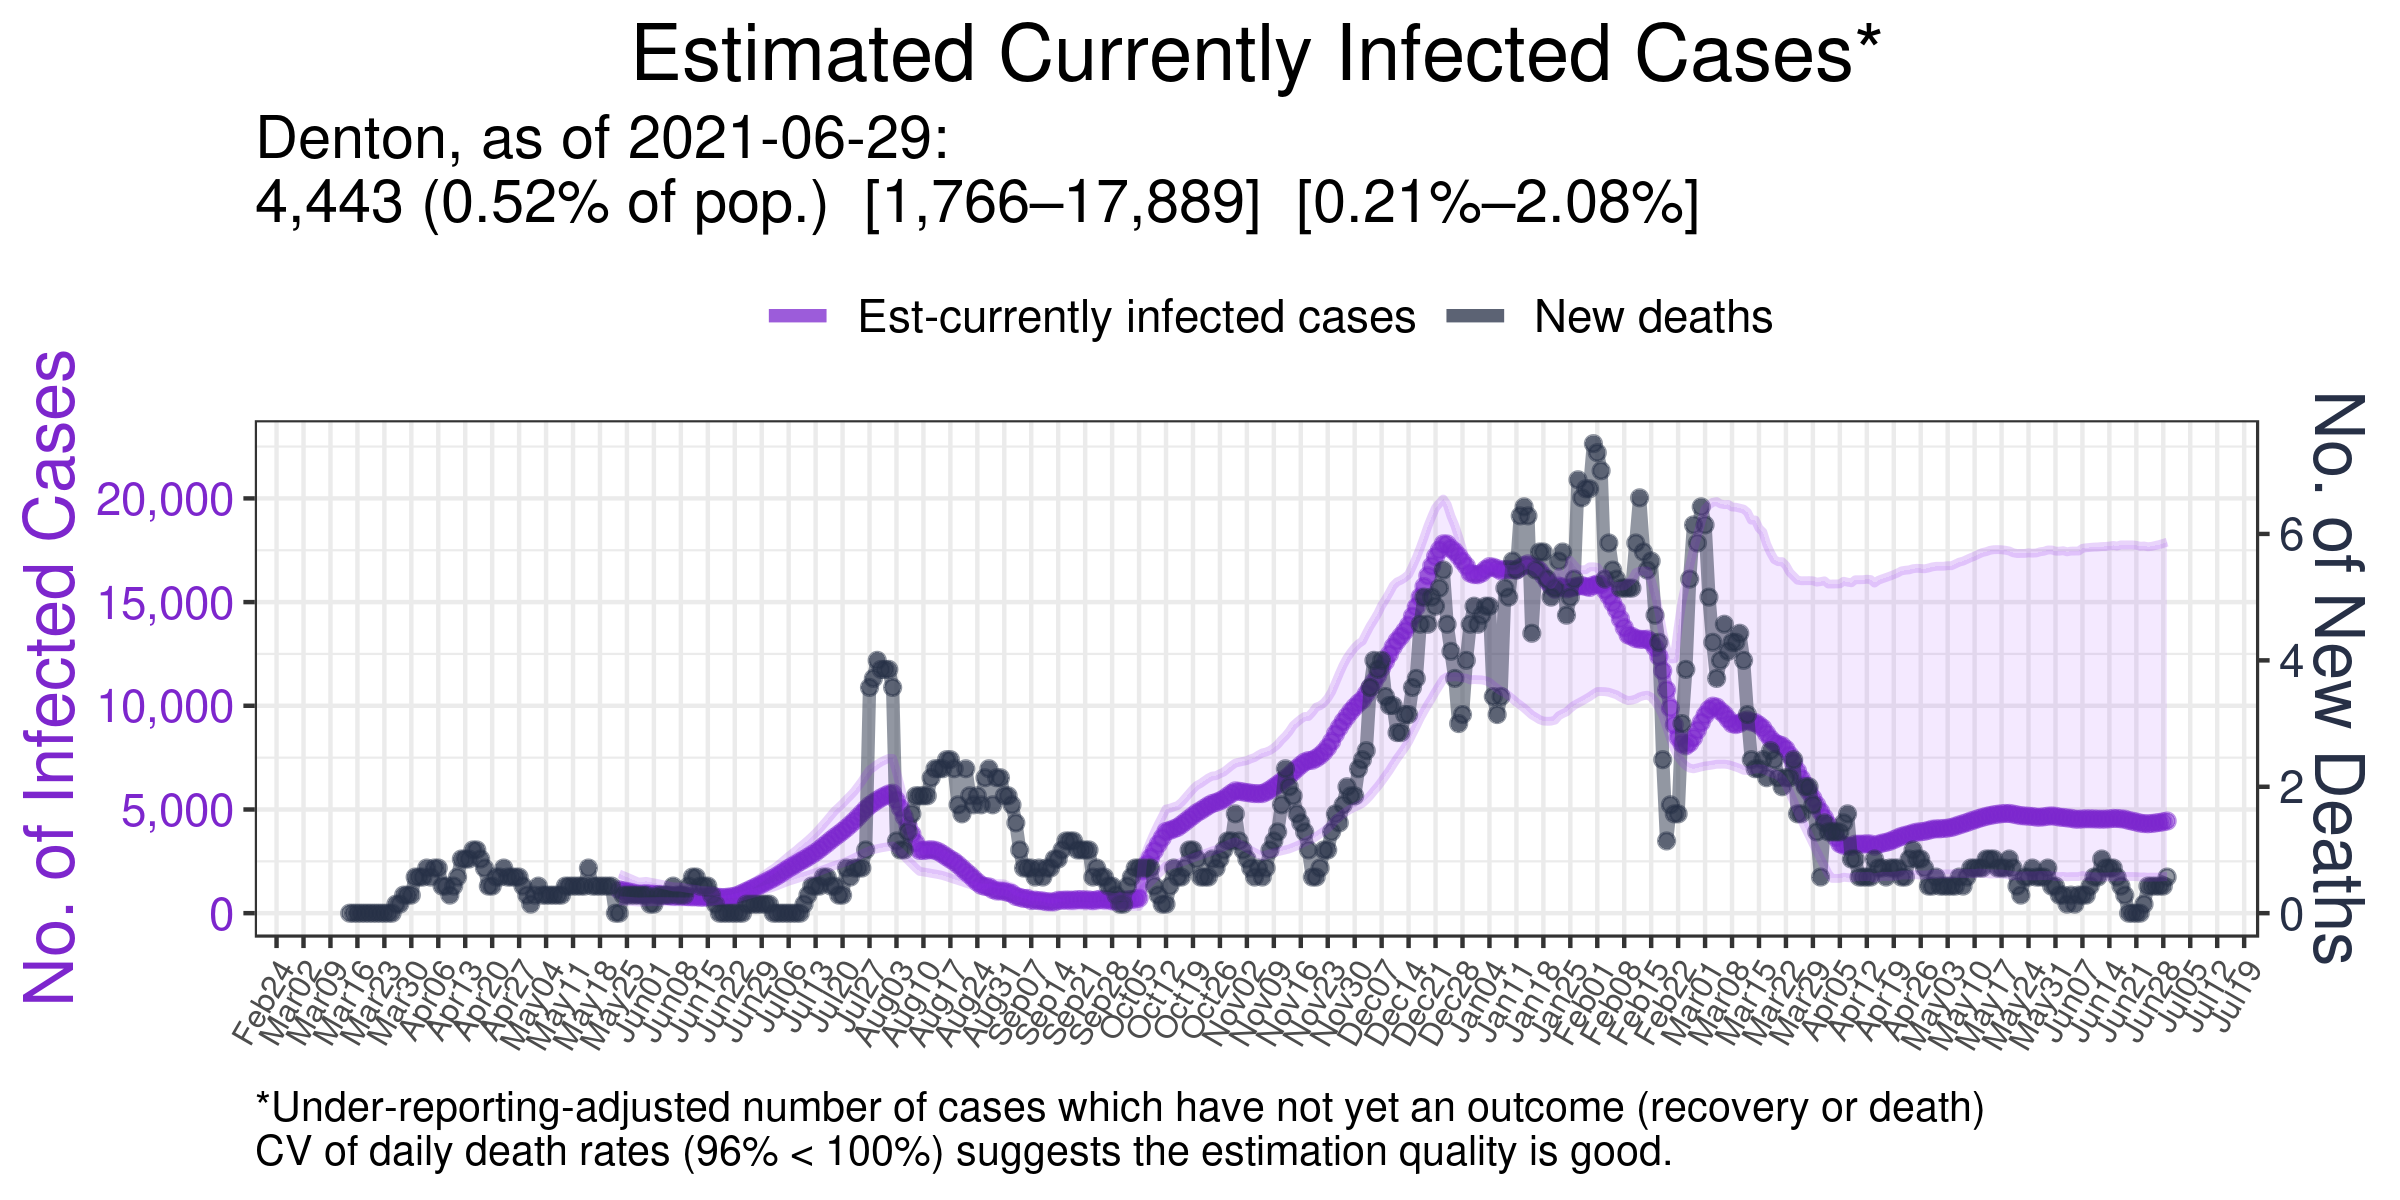 Estimated Currently Infected Cases*
Denton, as of 2021-06-29:
4,443 (0.52% of pop.) [1,766–17,889] [0.21%–2.08%]
Est-currently infected cases
New deaths
No. of Infected Cases
20,000
15,000
10,000
5,000
0
No. of New Deaths
6
4
2
0
Feb24
Mar02
Mar09
Mar16
Mar23
Mar30
Apr06
Apr13
Apr20
Apr27
May04
May11
May18
May25
Jun01
Jun08
Jun15
Jun22
Jun29
Jul06
Jul13
Jul20
Jul27
Aug03
Aug10
Aug17
Aug24
Aug31
Sep07
Sep14
Sep21
Sep28
Oct05
Oct12
Oct19
Oct26
Nov02
Nov09
Nov16
Nov23
Nov30
Dec07
Dec14
Dec21
Dec28
Jan04
Jan11
Jan18
Jan25
Feb01
Feb08
Feb15
Feb22
Mar01
Mar08
Mar15
Mar22
Mar29
Apr05
Apr12
Apr19
Apr26
May03
May10
May17
May24
May31
Jun07
Jun14
Jun21
Jun28
Jul05
Jul12
Jul19
*Under-reporting-adjusted number of cases which have not yet an outcome (recovery or death)
CV of daily death rates (96% < 100%) suggests the estimation quality is good.